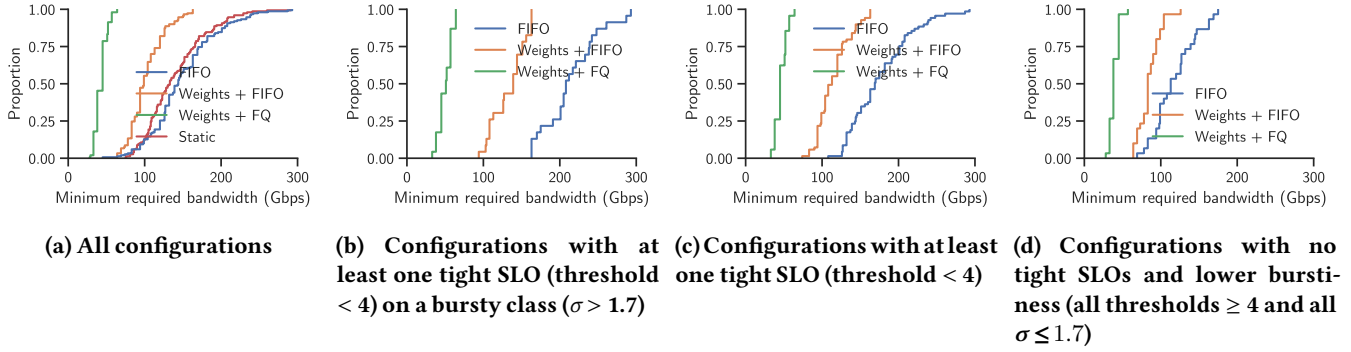 1.00
0.75
0.50
0.25
0.00
Proportion
0
100
200
300
Minimum required bandwidth (Gbps)
FIFO
Weights + FIFO
Weights + FQ
Static
(a) All configurations
1.00
0.75
0.50
0.25
0.00
Proportion
0
100
200
300
Minimum required bandwidth (Gbps)
FIFO
Weights + FIFO
Weights + FQ
(b) Configurations with at
least one tight SLO (threshold
< 4) on a bursty class (σ > 1.7)
1.00
0.75
0.50
0.25
0.00
Proportion
0
100
200
300
Minimum required bandwidth (Gbps)
FIFO
Weights + FIFO
Weights + FQ
(c) Configurations with at least
one tight SLO (threshold < 4)
1.00
0.75
0.50
0.25
0.00
Proportion
0
100
200
300
Minimum required bandwidth (Gbps)
FIFO
Weights + FIFO
Weights + FQ
(d) Configurations with no
tight SLOs and lower bursti-
ness (all thresholds ≥ 4 and all
σ ≤ 1.7)